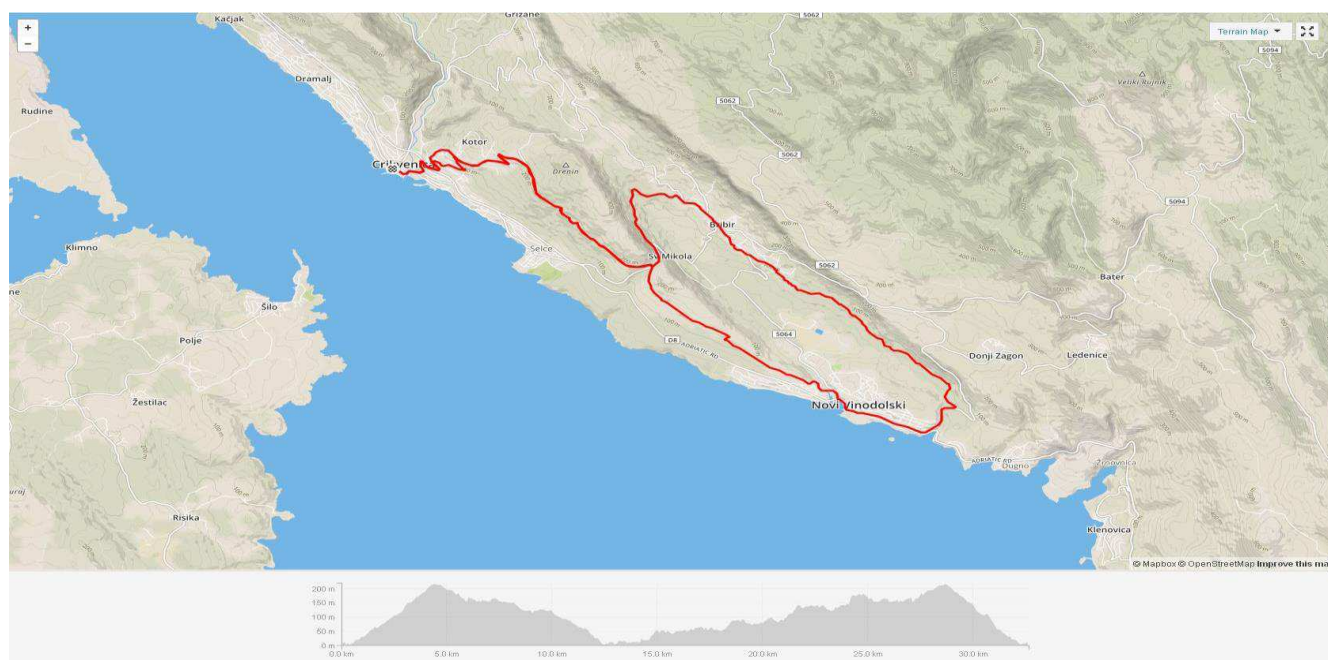 Kačjak
Grižane
5062
+
−
Terrain Map
5094
Dramalj
Veliki Rujnik
Rudine
5062
Kotor
Crikvenica
Drenin
5062
5094
Bribir
Klimno
Selce
Sv Mikola
5062
Bater
Šilo
Polje
5064
D8
ADRIATIC RD
Donji Zagon
Ledenice
Žestilac
Novi Vinodolski
ADRIATIC RD
Dugno
Žrnovnica
Risika
Klenovica
© Mapbox © OpenStreetMap Improve this ma
200 m
150 m
100 m
50 m
0 m
0.0 km
5.0 km
10.0 km
15.0 km
20.0 km
25.0 km
30.0 km